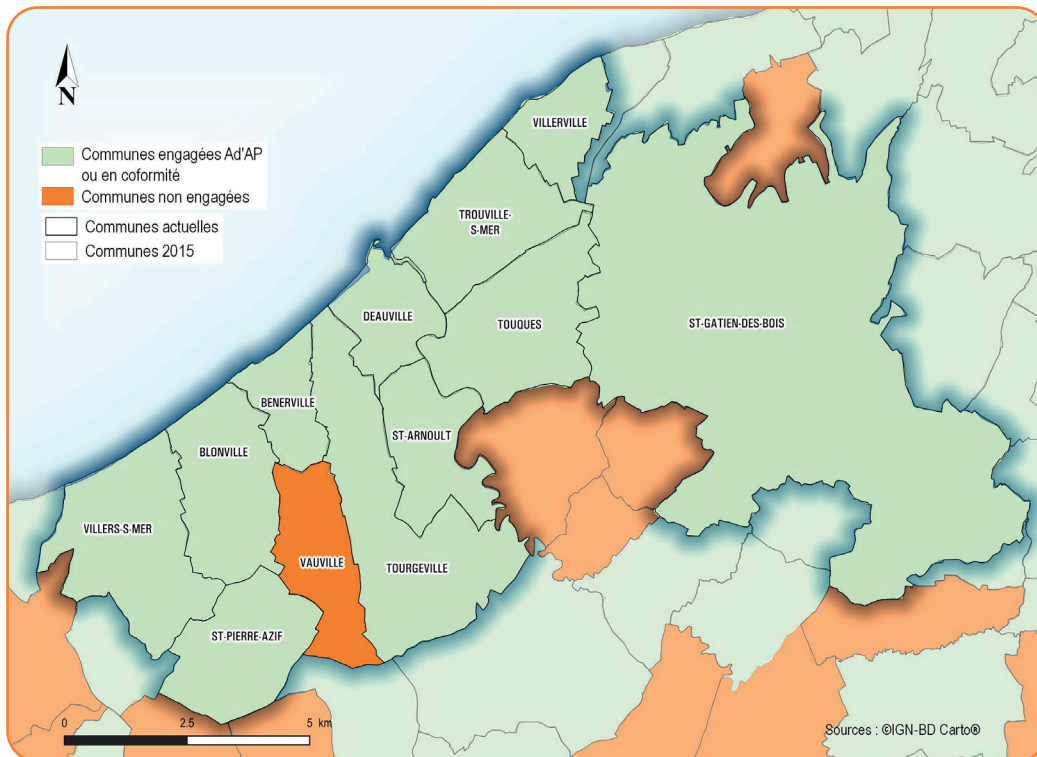 N
Communes engagées Ad'AP
ou en coformité
Communes non engagées
Communes actuelles
Communes 2015
VILLERVILLE
TROUVILLE-
S-MER
DEAUVILLE
TOUQUES
ST-GATIEN-DES-BOIS
BENERVILLE
ST-ARNOULT
BLONVILLE
VILLERS-S-MER
VAUVILLE
TOURGEVILLE
ST-PIERRE-AZIF
0 2.5 5 km
Sources : ©IGN-BD Carto®